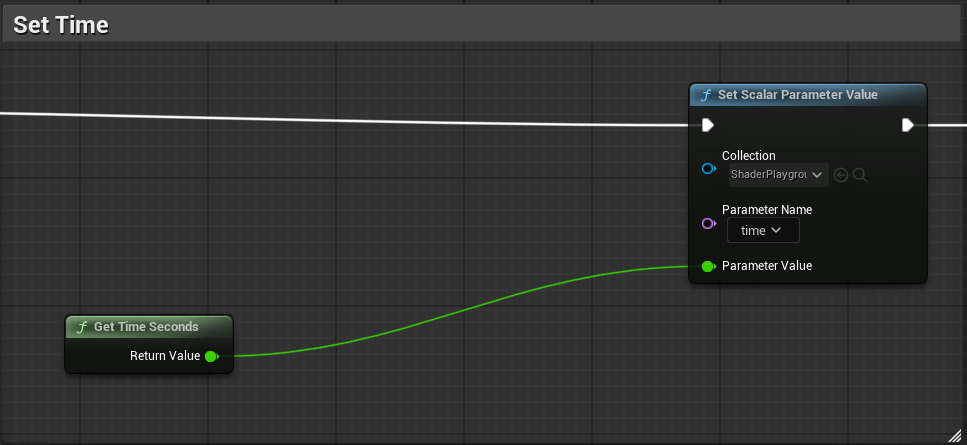 Set Time
f Set Scalar Parameter Value
Collection
ShaderPlaygrou
Parameter Name
time
Parameter Value
f Get Time Seconds
Return Value